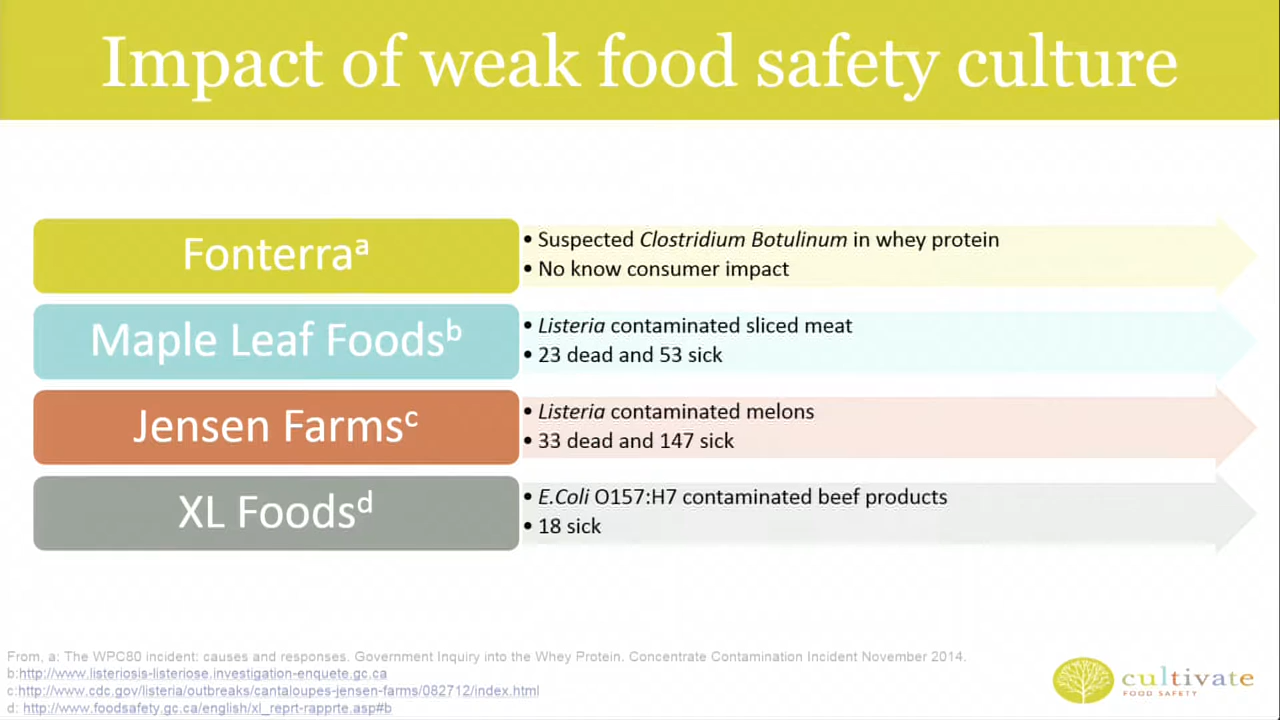 Impact of weak food safety culture
Fonterraᵃ
• Suspected Clostridium Botulinum in whey protein
• No know consumer impact
Maple Leaf Foodsᵇ
• Listeria contaminated sliced meat
• 23 dead and 53 sick
Jensen Farmsᶜ
• Listeria contaminated melons
• 33 dead and 147 sick
XL Foodsᵈ
• E.Coli O157:H7 contaminated beef products
• 18 sick
From, a: The WPC80 incident: causes and responses. Government Inquiry into the Whey Protein. Concentrate Contamination Incident November 2014.
b:http://www.listeriosis-listeriose.investigation-enquete.gc.ca
c:http://www.cdc.gov/listeria/outbreaks/cantaloupes-jensen-farms/082712/index.html
d: http://www.foodsafety.gc.ca/english/xl_reprt-rapprte.asp#b
cultivate
FOOD SAFETY